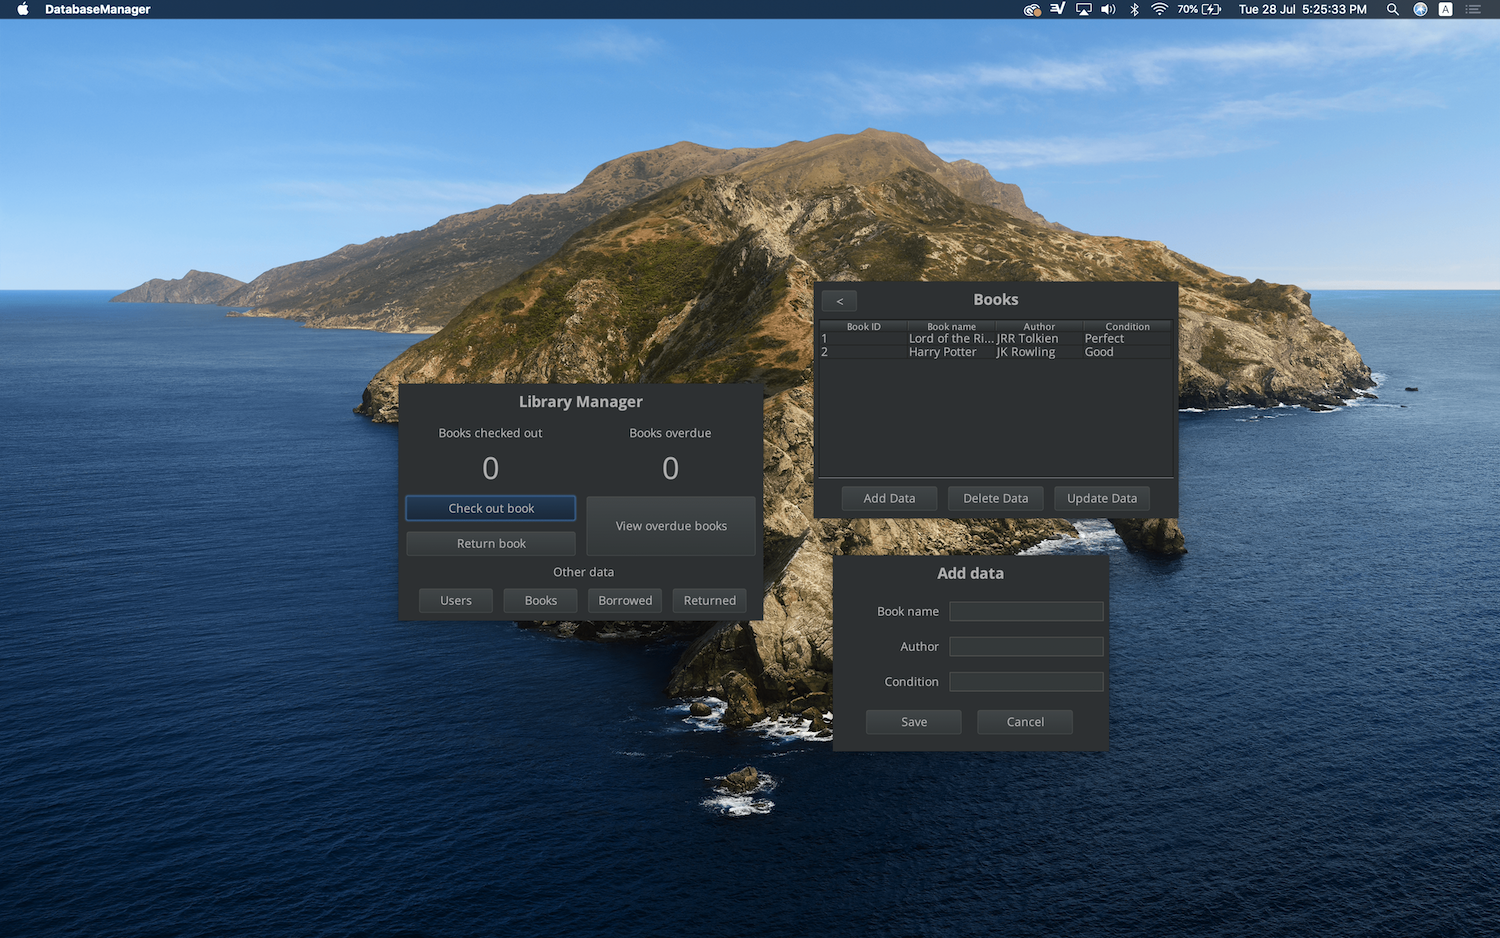 DatabaseManager
70%
Tue 28 Jul 5:25:33 PM
A
Library Manager
Books checked out
Books overdue
0
0
Check out book
View overdue books
Return book
Other data
Users
Books
Borrowed
Returned
<
Books
Book ID Book name Author Condition
1 Lord of the Ri... JRR Tolkien Perfect
2 Harry Potter JK Rowling Good
Add Data
Delete Data
Update Data
Add data
Book name
Author
Condition
Save
Cancel